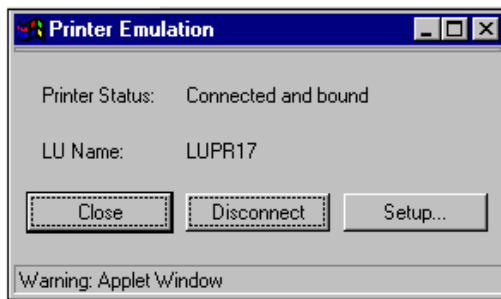 Printer Emulation
Printer Status: Connected and bound
LU Name: LUPR17
Close Disconnect Setup...
Warning: Applet Window